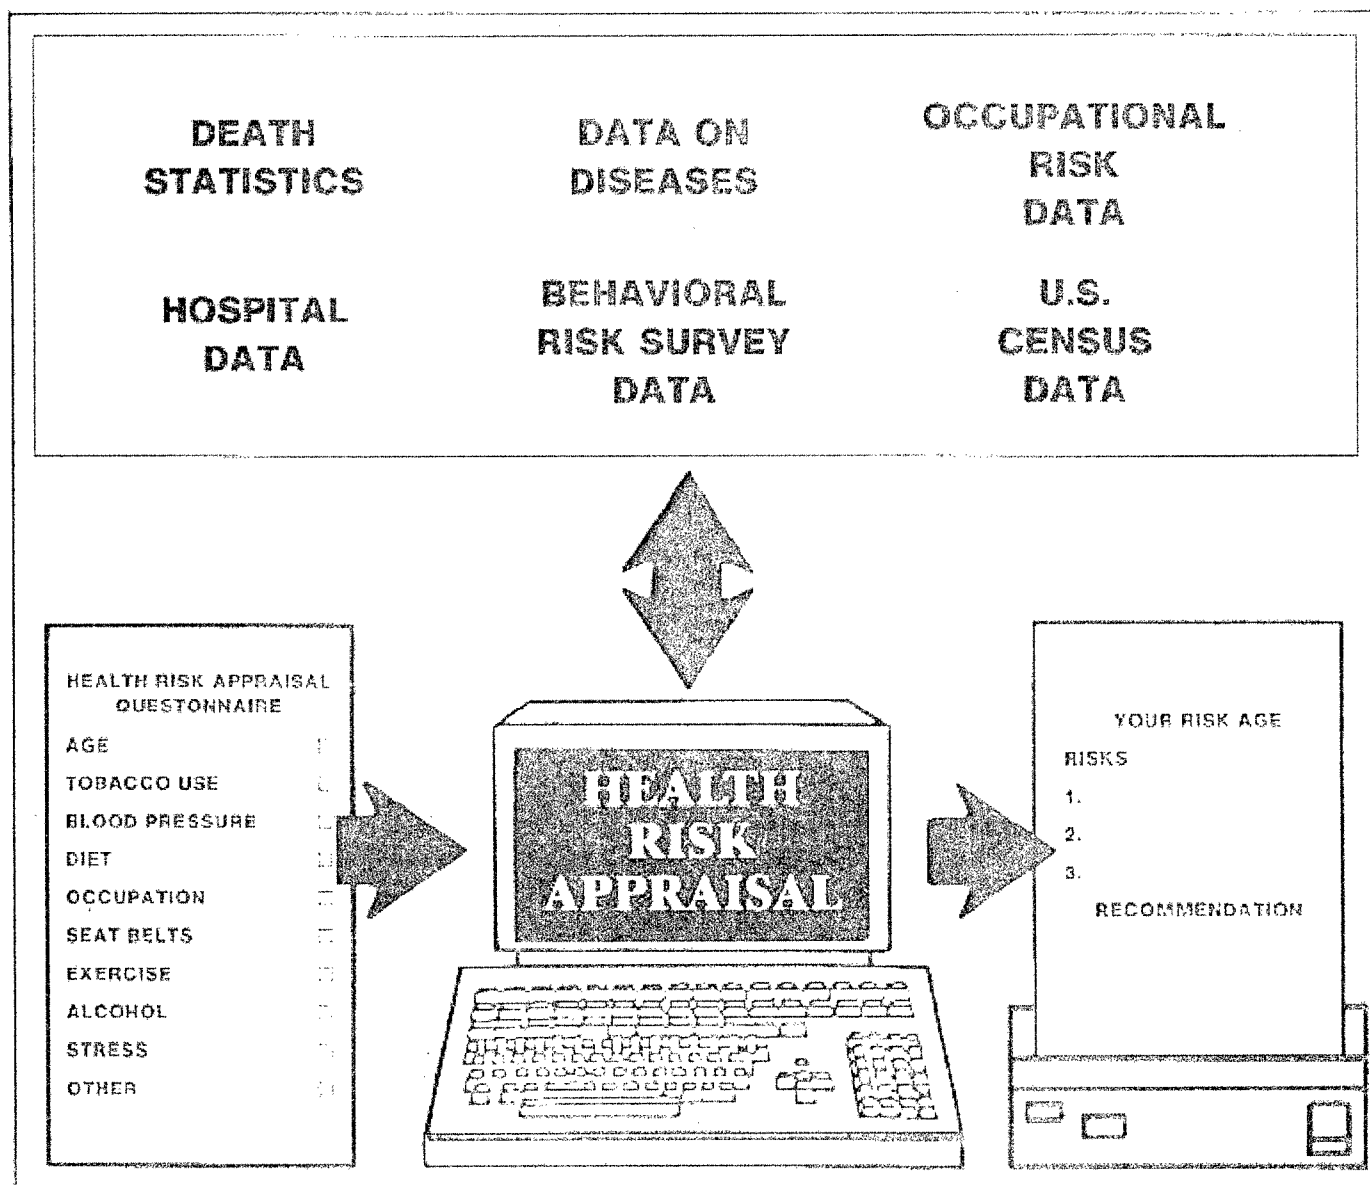 DEATH
STATISTICS
DATA ON
DISEASES
OCCUPATIONAL
RISK
DATA
HOSPITAL
DATA
BEHAVIORAL
RISK SURVEY
DATA
U.S.
CENSUS
DATA
HEALTH RISK APPRAISAL
QUESTONNAIRE
AGE
TOBACCO USE
BLOOD PRESSURE
DIET
OCCUPATION
SEAT BELTS
EXERCISE
ALCOHOL
STRESS
OTHER
HEALTH
RISK
APPRAISAL
YOUR RISK AGE
RISKS
1.
2.
3.
RECOMMENDATION